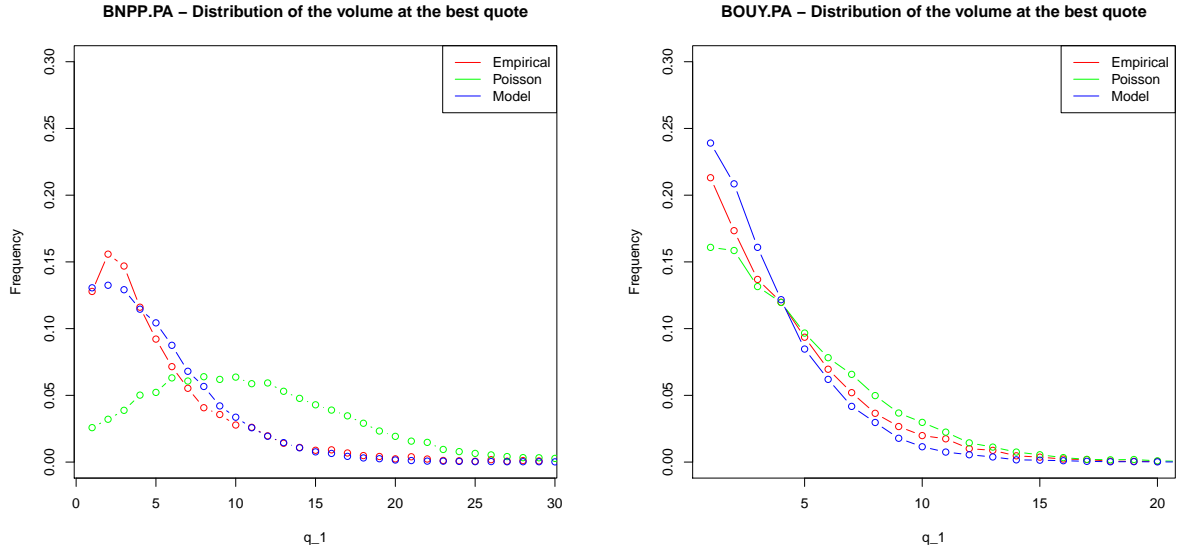 BNPP.PA – Distribution of the volume at the best quote
0.30
0.25
0.20
0.15
0.10
0.05
0.00
Frequency
Empirical
Poisson
Model
0 5 10 15 20 25 30
q_1
BOUY.PA – Distribution of the volume at the best quote
0.30
0.25
0.20
0.15
0.10
0.05
0.00
Frequency
Empirical
Poisson
Model
5 10 15 20
q_1